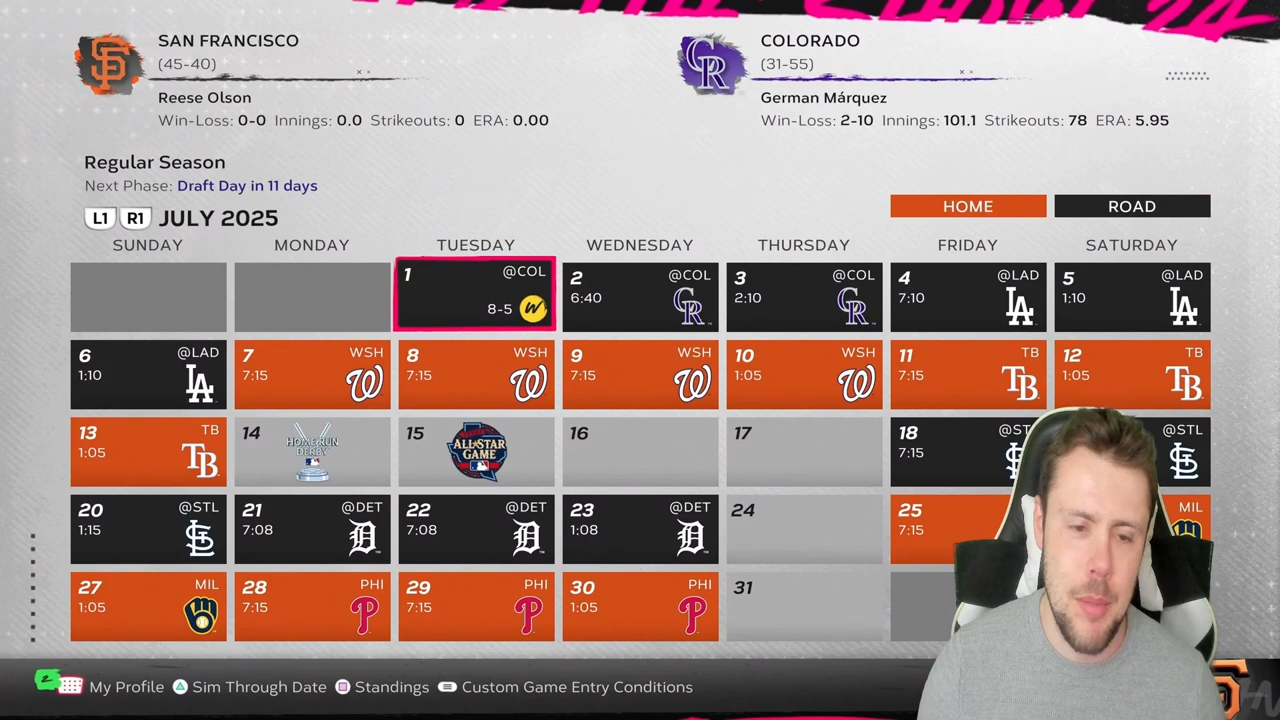 THE SHOW 24
SAN FRANCISCO
(45-40)
Reese Olson
Win-Loss: 0-0 Innings: 0.0 Strikeouts: 0 ERA: 0.00
COLORADO
(31-55)
German Márquez
Win-Loss: 2-10 Innings: 101.1 Strikeouts: 78 ERA: 5.95
Regular Season
Next Phase: Draft Day in 11 days
L1 R1 JULY 2025
HOME ROAD
SUNDAY MONDAY TUESDAY WEDNESDAY THURSDAY FRIDAY SATURDAY
1 @COL 2 @COL 3 @COL 4 @LAD 5 @LAD
8-5 W 6:40 2:10 7:10 1:10
6 @LAD 7 WSH 8 WSH 9 WSH 10 WSH 11 TB 12 TB
1:10 7:15 7:15 7:15 1:05 7:15 1:05
13 TB 14 HOME RUN DERBY 15 ALL-STAR GAME 16 17 18 @ST @STL
1:05 7:15
20 @STL 21 @DET 22 @DET 23 @DET 24 25 MIL
1:15 7:08 7:08 1:08 7:15
27 MIL 28 PHI 29 PHI 30 PHI 31
1:05 7:15 7:15 1:05
2 My Profile Sim Through Date Standings Custom Game Entry Conditions